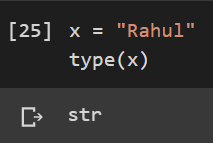 [25] x = "Rahul"
type(x)
str